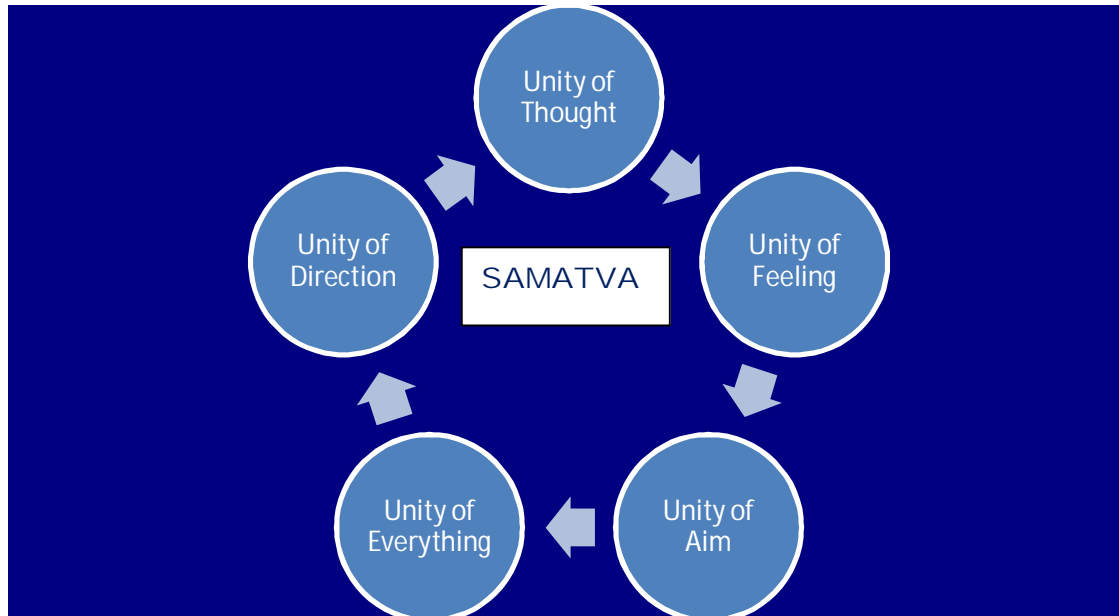 Unity of
Thought
Unity of
Feeling
Unity of
Aim
Unity of
Everything
Unity of
Direction
SAMATVA